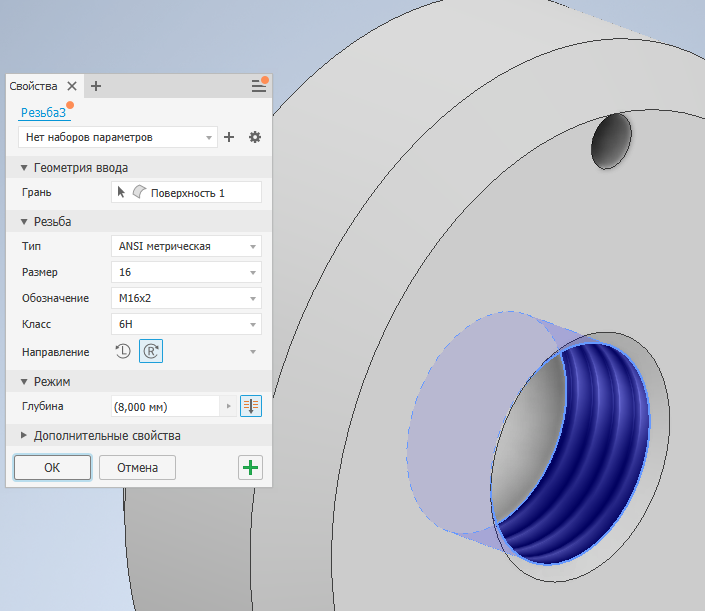 Свойства
Резьба3
Нет наборов параметров
Геометрия ввода
Грань Поверхность 1
Резьба
Тип ANSI метрическая
Размер 16
Обозначение M16x2
Класс 6H
Направление L R
Режим
Глубина (8,000 мм)
Дополнительные свойства
ОК Отмена